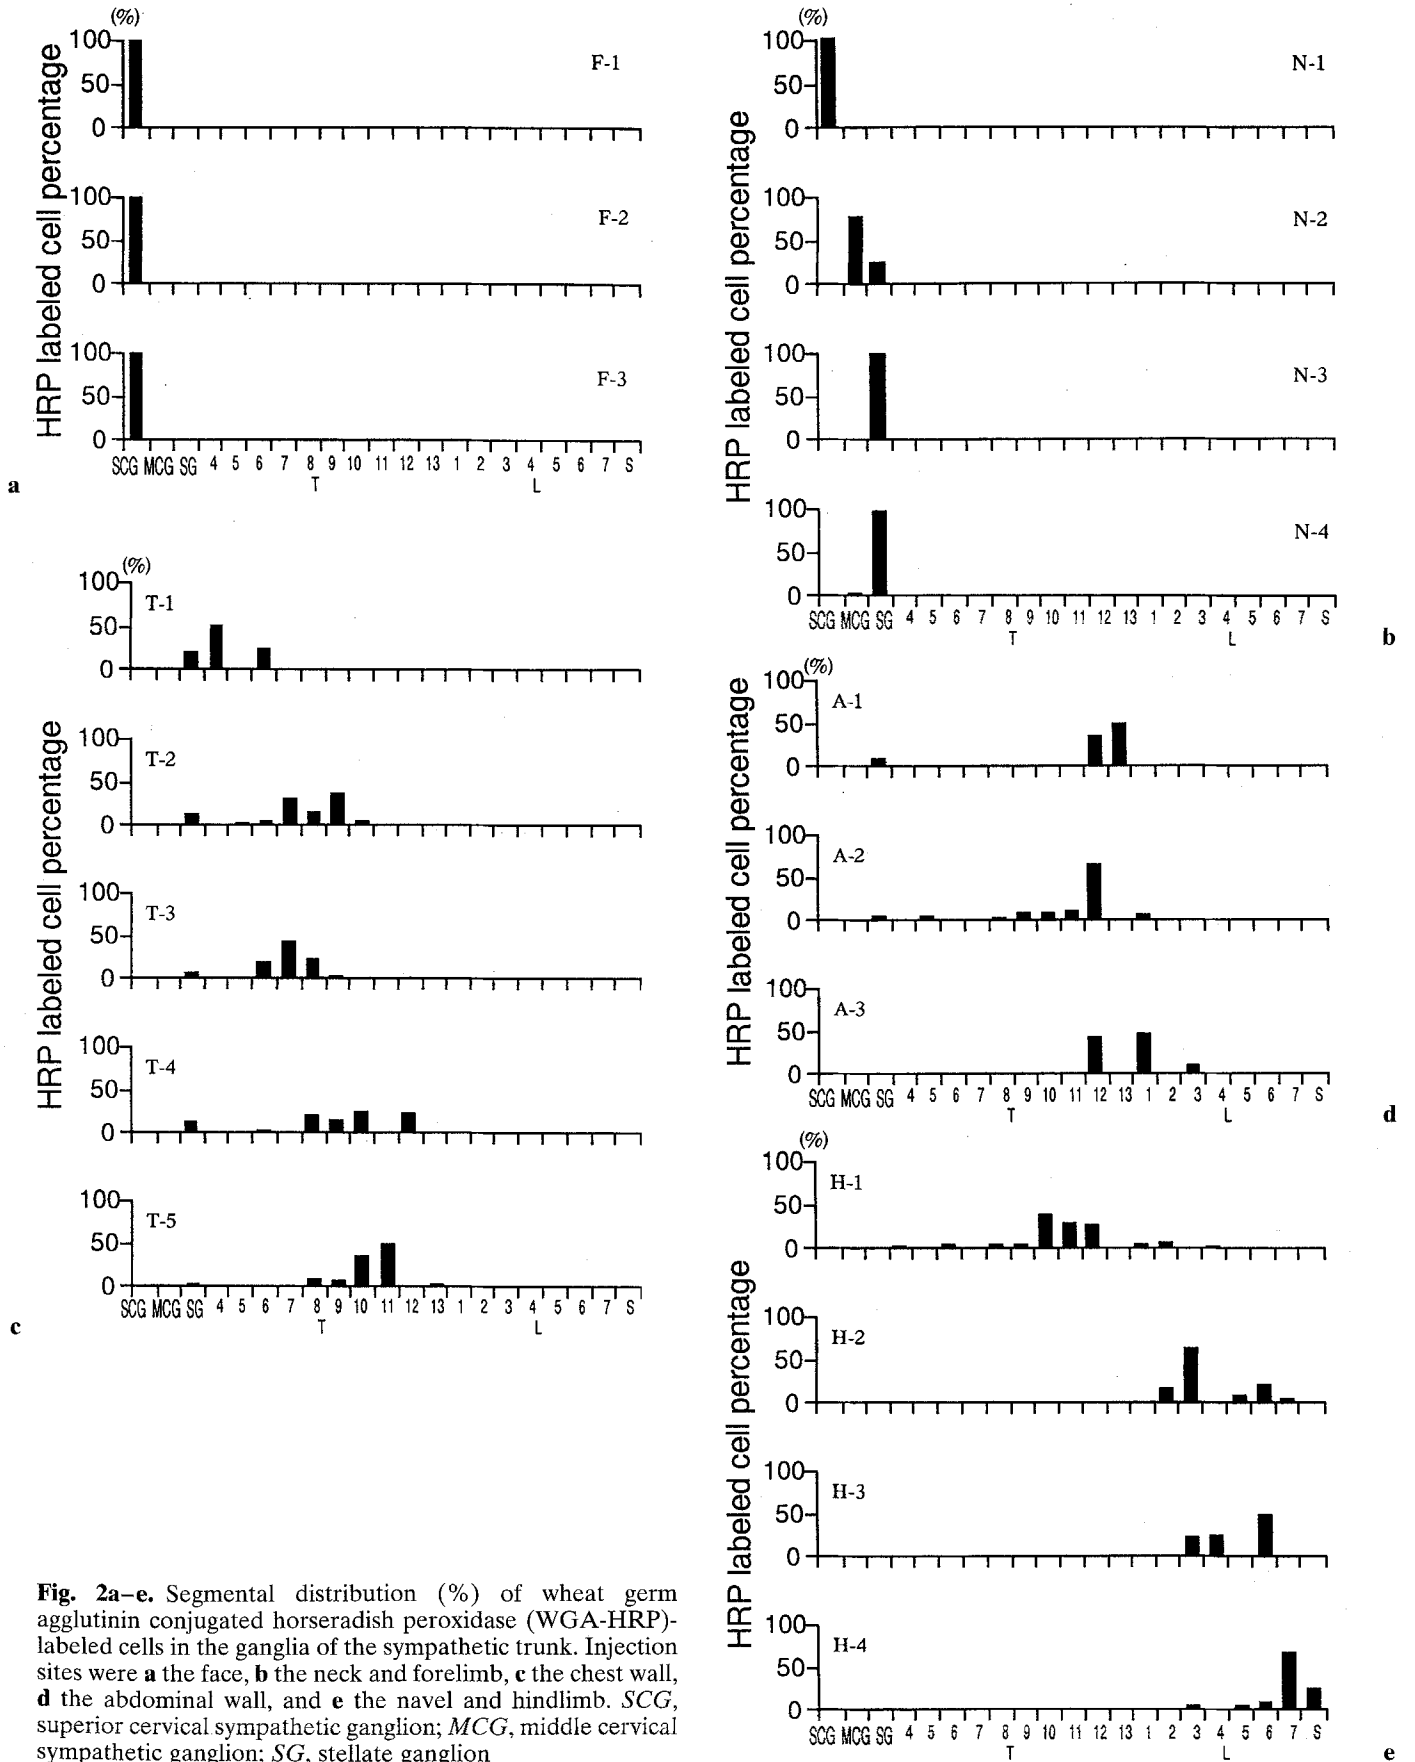 (%)
HRP labeled cell percentage
100
50
0
F-1
100
50
0
F-2
100
50
0
F-3
SCG MCG SG 4 5 6 7 8 9 10 11 12 13 1 2 3 4 5 6 7 S
T L
a
(%)
HRP labeled cell percentage
100
50
0
N-1
100
50
0
N-2
100
50
0
N-3
100
50
0
N-4
SCG MCG SG 4 5 6 7 8 9 10 11 12 13 1 2 3 4 5 6 7 S
T L
b
(%)
HRP labeled cell percentage
100
50
0
T-1
100
50
0
T-2
100
50
0
T-3
100
50
0
T-4
100
50
0
T-5
SCG MCG SG 4 5 6 7 8 9 10 11 12 13 1 2 3 4 5 6 7 S
T L
c
(%)
HRP labeled cell percentage
100
50
0
A-1
100
50
0
A-2
100
50
0
A-3
SCG MCG SG 4 5 6 7 8 9 10 11 12 13 1 2 3 4 5 6 7 S
T L
d
(%)
HRP labeled cell percentage
100
50
0
H-1
100
50
0
H-2
100
50
0
H-3
100
50
0
H-4
SCG MCG SG 4 5 6 7 8 9 10 11 12 13 1 2 3 4 5 6 7 S
T L
e
Fig. 2a–e. Segmental distribution (%) of wheat germ
agglutinin conjugated horseradish peroxidase (WGA-HRP)-
labeled cells in the ganglia of the sympathetic trunk. Injection
sites were a the face, b the neck and forelimb, c the chest wall,
d the abdominal wall, and e the navel and hindlimb. SCG,
superior cervical sympathetic ganglion; MCG, middle cervical
sympathetic ganglion; SG, stellate ganglion